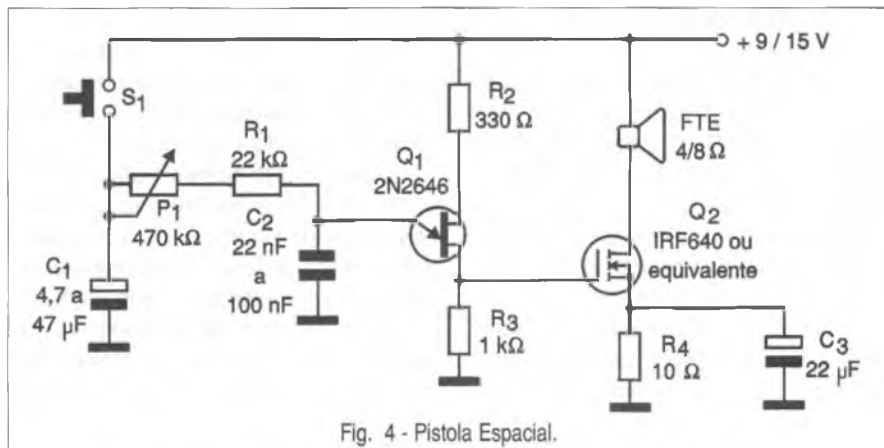 + 9 / 15 V
S1
R1
22 kΩ
P1
470 kΩ
C1
4,7 a
47 µF
C2
22 nF
a
100 nF
Q1
2N2646
R2
330 Ω
R3
1 kΩ
FTE
4/8 Ω
Q2
IRF640 ou
equivalente
R4
10 Ω
C3
22 µF
Fig. 4 - Pistola Espacial.